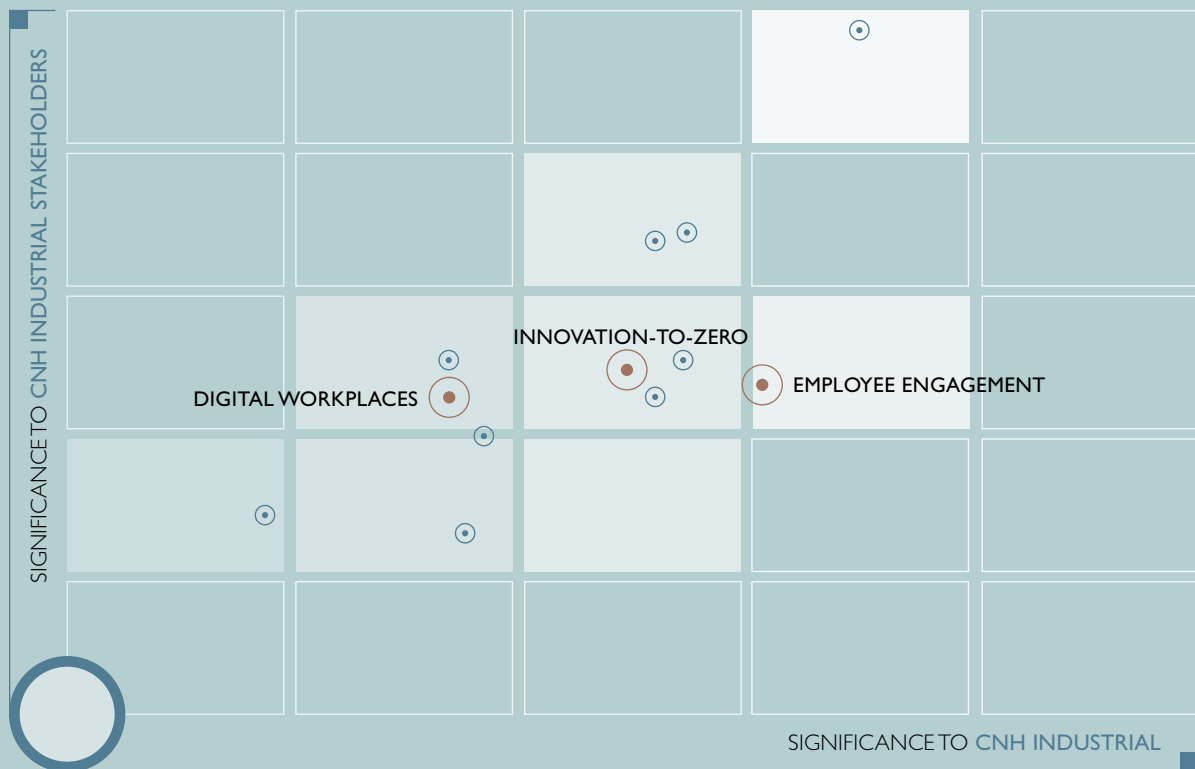 SIGNIFICANCE TO CNH INDUSTRIAL STAKEHOLDERS
INNOVATION-TO-ZERO
EMPLOYEE ENGAGEMENT
DIGITAL WORKPLACES
SIGNIFICANCE TO CNH INDUSTRIAL